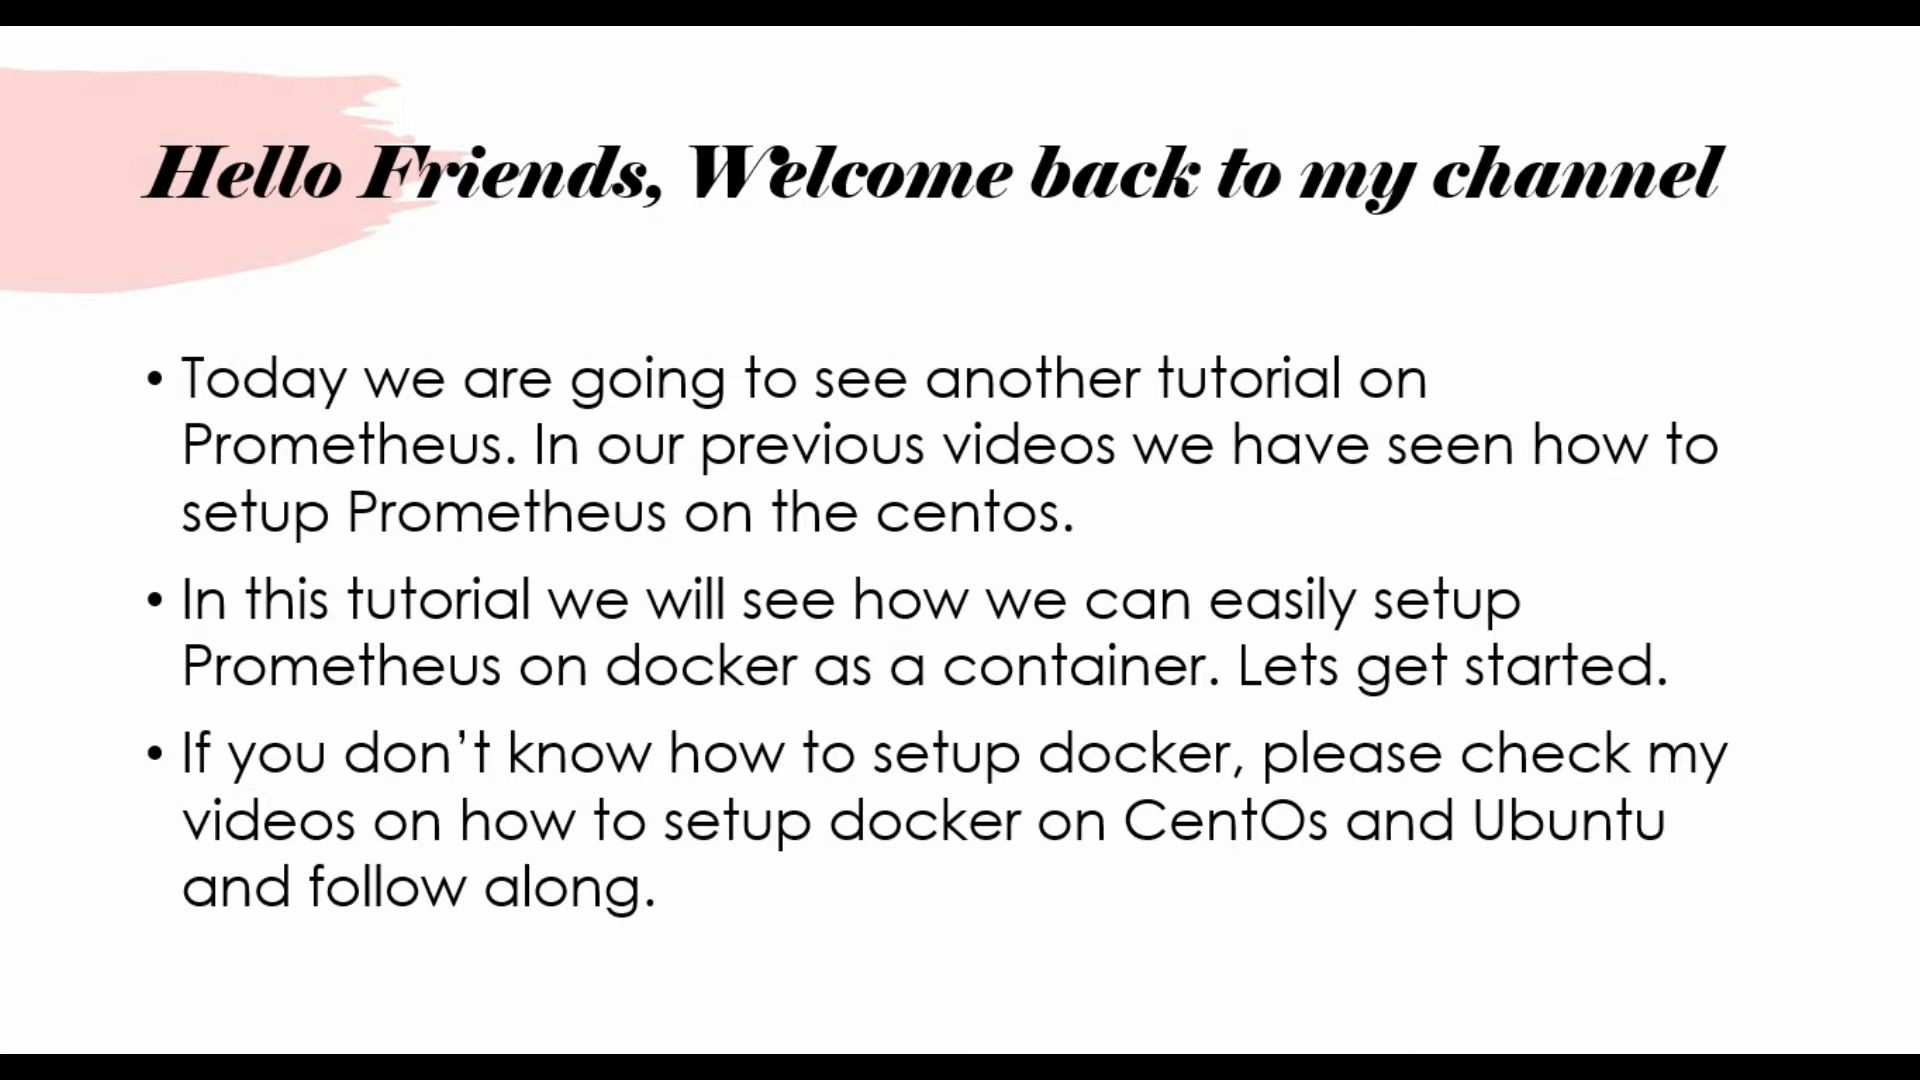 Hello Friends, Welcome back to my channel
• Today we are going to see another tutorial on
Prometheus. In our previous videos we have seen how to
setup Prometheus on the centos.
• In this tutorial we will see how we can easily setup
Prometheus on docker as a container. Lets get started.
• If you don’t know how to setup docker, please check my
videos on how to setup docker on CentOs and Ubuntu
and follow along.